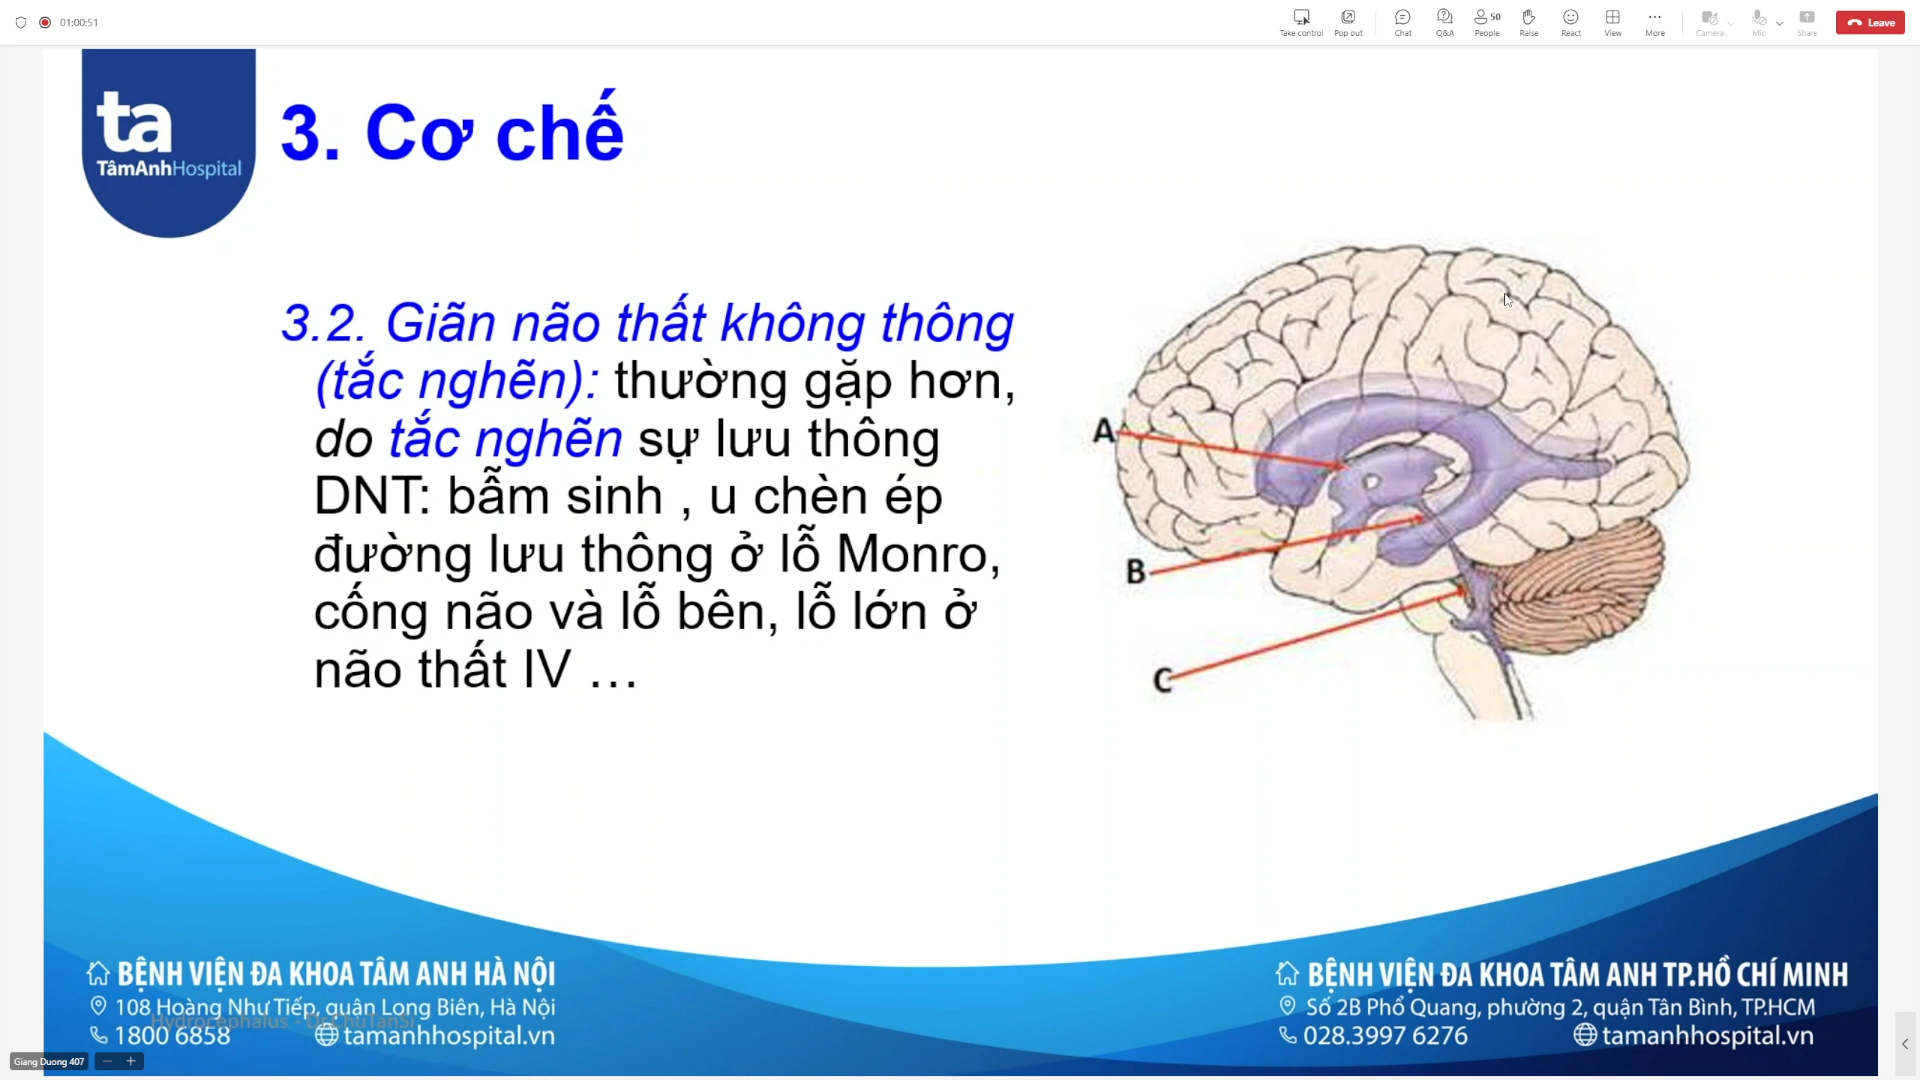 01:00:51
Take control
Pop out
Chat
Q&A
50
People
Raise
React
View
More
Camera
Mic
Share
Leave
ta
TâmAnhHospital
3. Cơ chế
3.2. Giãn não thất không thông
(tắc nghẽn): thường gặp hơn,
do tắc nghẽn sự lưu thông
DNT: bẫm sinh , u chèn ép
đường lưu thông ở lỗ Monro,
cống não và lỗ bên, lỗ lớn ở
não thất IV ...
A
B
C
BỆNH VIỆN ĐA KHOA TÂM ANH HÀ NỘI
108 Hoàng Như Tiếp, quận Long Biên, Hà Nội
Hydrocephalus - Dr.ChuTanSi
1800 6858
tamanhhospital.vn
BỆNH VIỆN ĐA KHOA TÂM ANH TP.HỒ CHÍ MINH
Số 2B Phổ Quang, phường 2, quận Tân Bình, TP.HCM
028.3997 6276
tamanhhospital.vn
Giang Duong 407